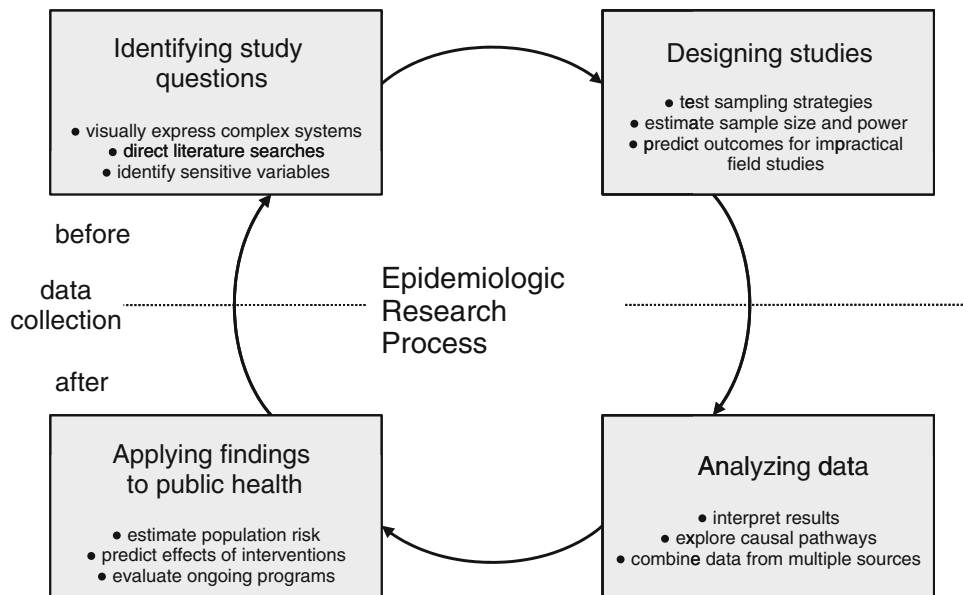 Identifying study
questions
● visually express complex systems
● direct literature searches
● identify sensitive variables
Designing studies
● test sampling strategies
● estimate sample size and power
● predict outcomes for impractical
field studies
before
data
collection
after
Epidemiologic
Research
Process
Applying findings
to public health
● estimate population risk
● predict effects of interventions
● evaluate ongoing programs
Analyzing data
● interpret results
● explore causal pathways
● combine data from multiple sources